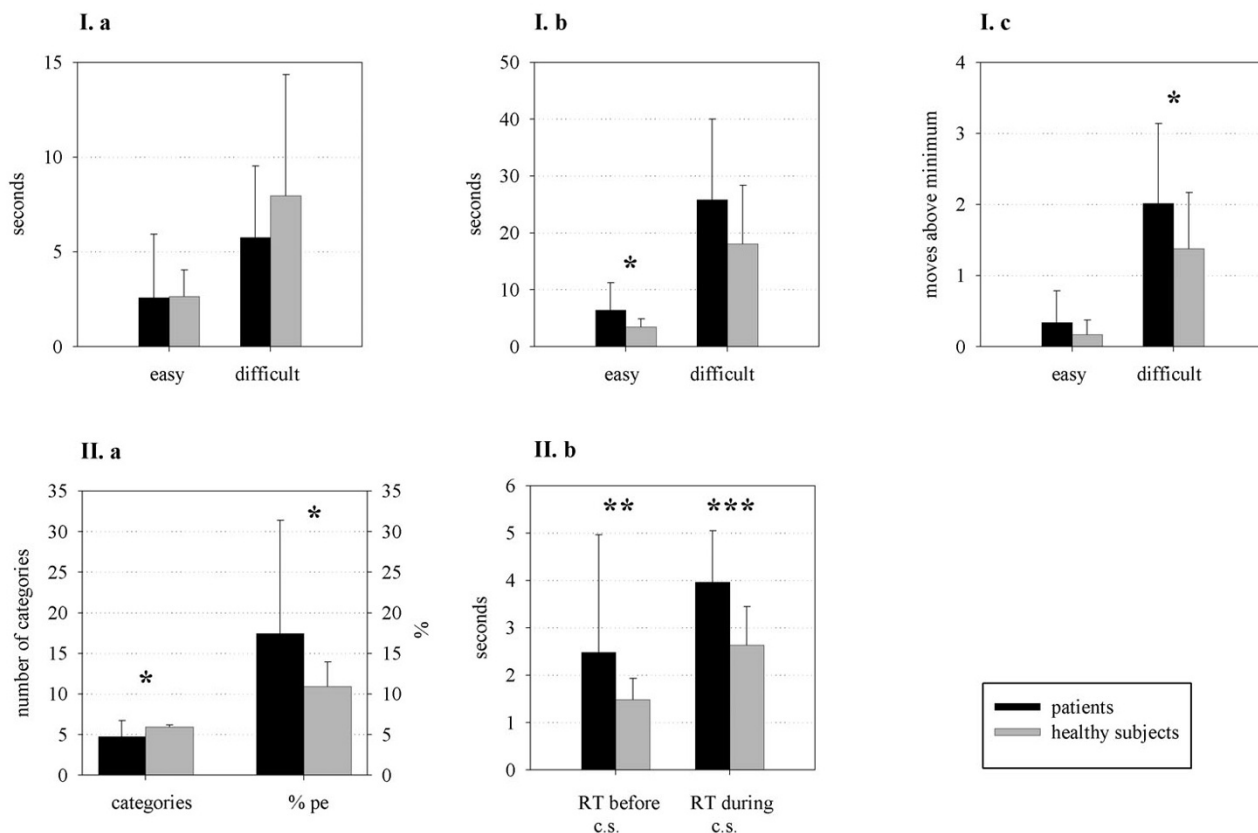 I. a
15
10
5
0
seconds
easy difficult
I. b
50
40
30
20
10
0
seconds
*
easy difficult
I. c
4
3
2
1
0
moves above minimum
*
easy difficult
II. a
35
30
25
20
15
10
5
0
number of categories
*
*
35
30
25
20
15
10
5
0
%
categories % pe
II. b
6
5
4
3
2
1
0
seconds
** ***
RT before RT during
c.s. c.s.
patients
healthy subjects